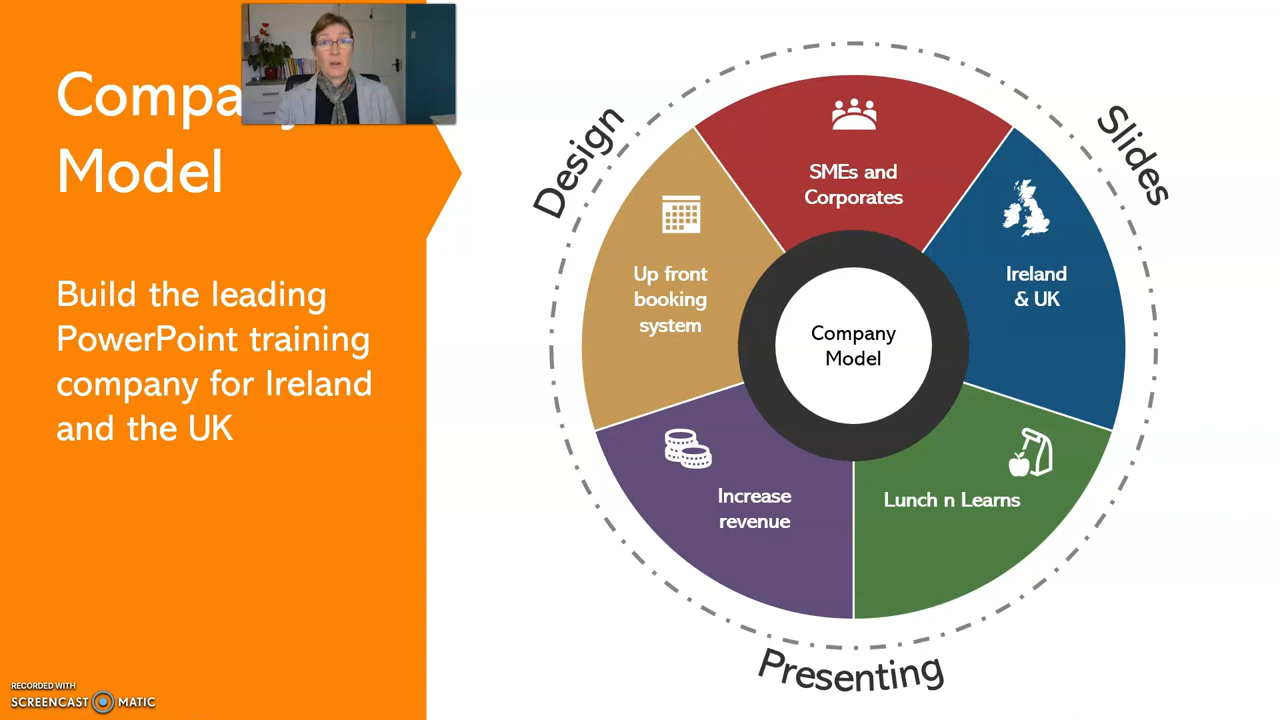 Compa
Model
Build the leading
PowerPoint training
company for Ireland
and the UK
Design
Slides
Presenting
SMEs and
Corporates
Up front
booking
system
Ireland
& UK
Company
Model
Increase
revenue
Lunch n Learns
RECORDED WITH
SCREENCAST MATIC